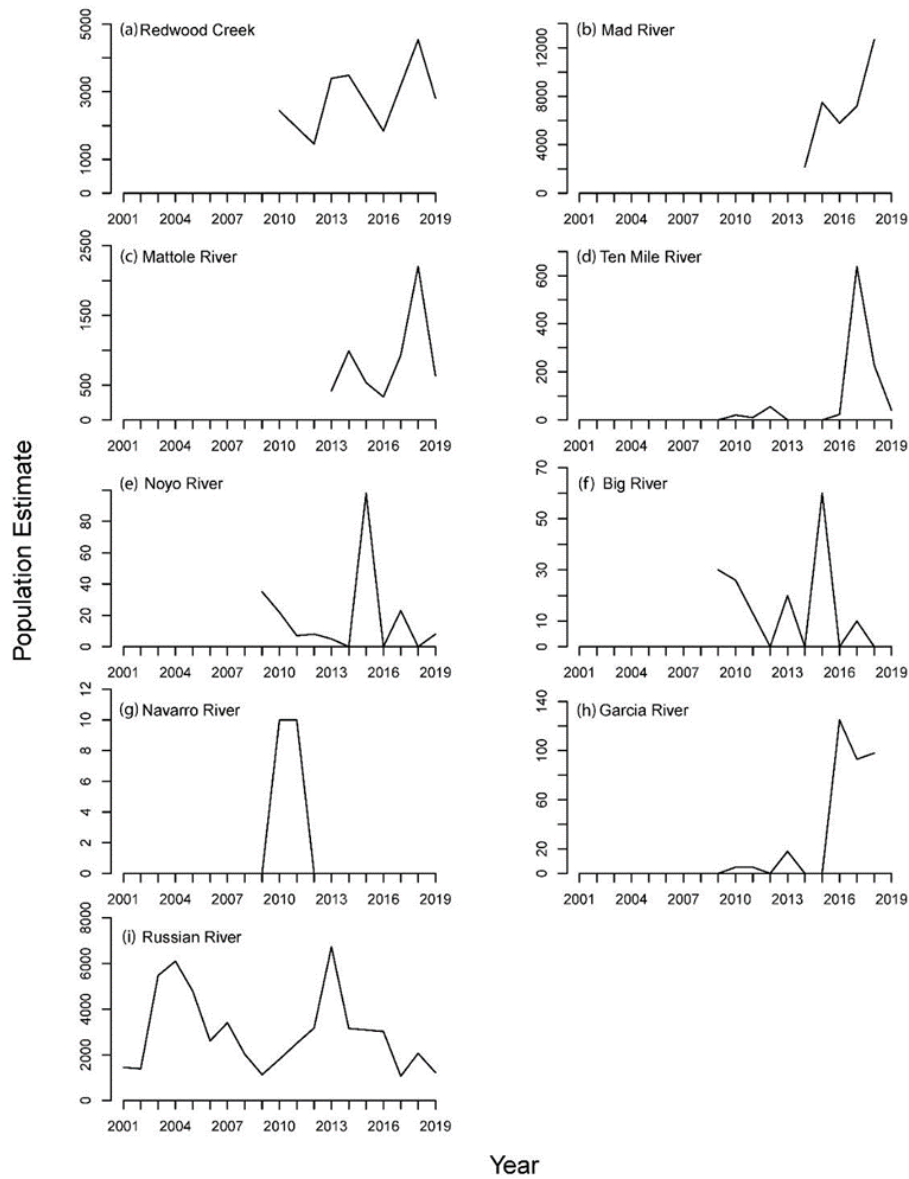 (a) Redwood Creek
5000
3000
1000
0
2001 2004 2007 2010 2013 2016 2019
(b) Mad River
12000
8000
4000
0
2001 2004 2007 2010 2013 2016 2019
(c) Mattole River
2500
1500
500
0
2001 2004 2007 2010 2013 2016 2019
(d) Ten Mile River
600
400
200
0
2001 2004 2007 2010 2013 2016 2019
(e) Noyo River
80
60
40
20
0
2001 2004 2007 2010 2013 2016 2019
(f) Big River
70
50
30
10
0
2001 2004 2007 2010 2013 2016 2019
(g) Navarro River
12
10
8
6
4
2
0
2001 2004 2007 2010 2013 2016 2019
(h) Garcia River
140
100
60
20
0
2001 2004 2007 2010 2013 2016 2019
(i) Russian River
8000
6000
4000
2000
0
2001 2004 2007 2010 2013 2016 2019
Population Estimate
Year